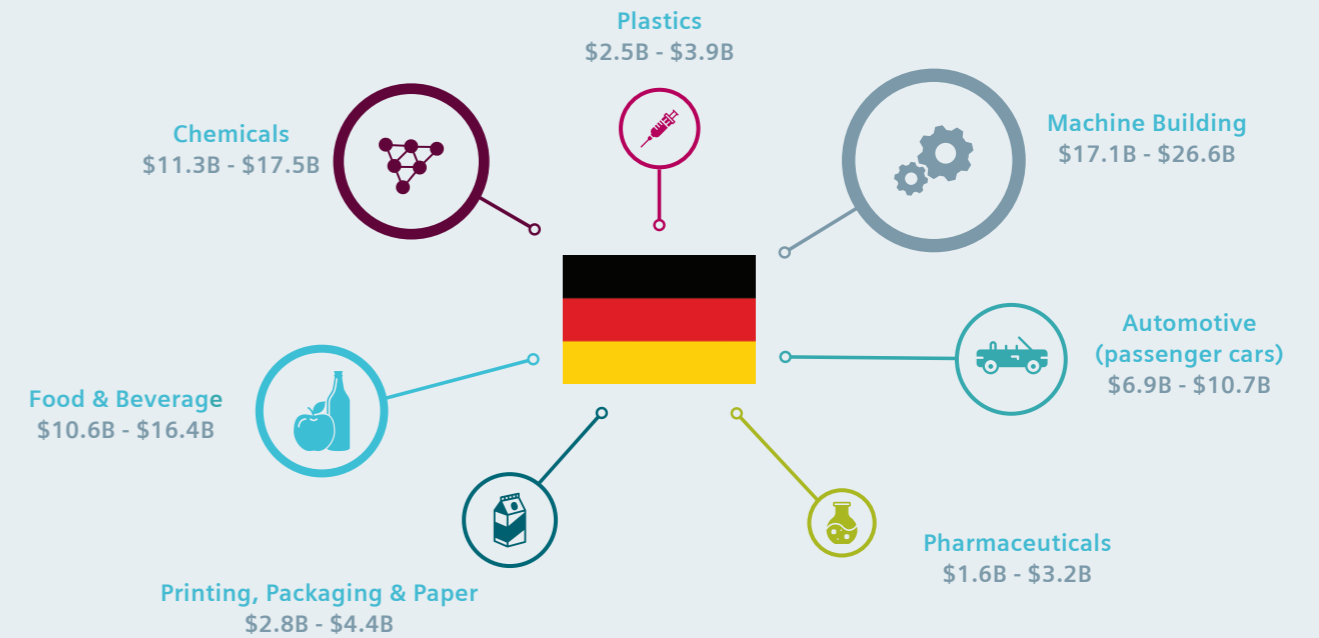 Plastics
$2.5B - $3.9B
Chemicals
$11.3B - $17.5B
Machine Building
$17.1B - $26.6B
Automotive
(passenger cars)
$6.9B - $10.7B
Food & Beverage
$10.6B - $16.4B
Pharmaceuticals
$1.6B - $3.2B
Printing, Packaging & Paper
$2.8B - $4.4B